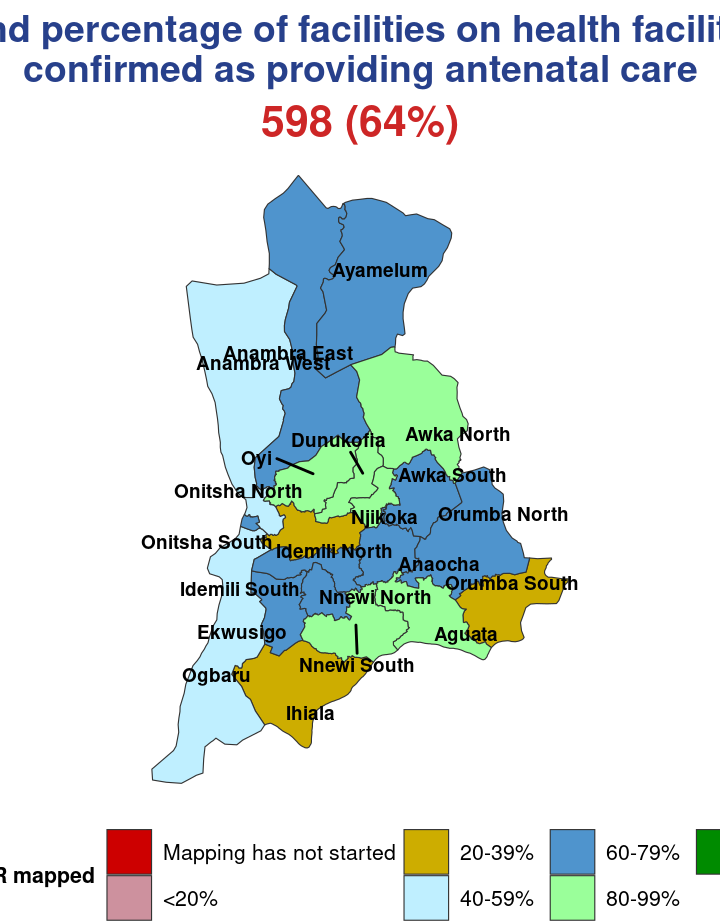 nd percentage of facilities on health facilit
confirmed as providing antenatal care
598 (64%)
Ayamelum
Anambra East
Anambra West
Awka North
Dunukofia
Oyi
Awka South
Onitsha North
Njikoka
Orumba North
Onitsha South
Idemili North
Anaocha
Orumba South
Idemili South
Nnewi North
Ekwusigo
Aguata
Nnewi South
Ogbaru
Ihiala
R mapped
Mapping has not started
20-39%
60-79%
<20%
40-59%
80-99%